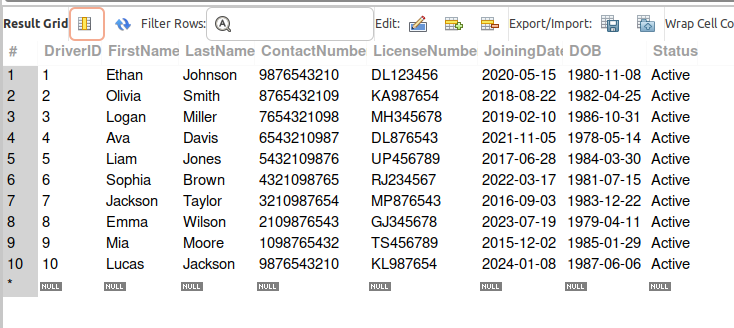 Result Grid Filter Rows: Edit: Export/Import: Wrap Cell Co
# DriverID FirstName LastName ContactNumbe LicenseNumbe JoiningDat DOB Status
1 1 Ethan Johnson 9876543210 DL123456 2020-05-15 1980-11-08 Active
2 2 Olivia Smith 8765432109 KA987654 2018-08-22 1982-04-25 Active
3 3 Logan Miller 7654321098 MH345678 2019-02-10 1986-10-31 Active
4 4 Ava Davis 6543210987 DL876543 2021-11-05 1978-05-14 Active
5 5 Liam Jones 5432109876 UP456789 2017-06-28 1984-03-30 Active
6 6 Sophia Brown 4321098765 RJ234567 2022-03-17 1981-07-15 Active
7 7 Jackson Taylor 3210987654 MP876543 2016-09-03 1983-12-22 Active
8 8 Emma Wilson 2109876543 GJ345678 2023-07-19 1979-04-11 Active
9 9 Mia Moore 1098765432 TS456789 2015-12-02 1985-01-29 Active
10 10 Lucas Jackson 9876543210 KL987654 2024-01-08 1987-06-06 Active
* NULL NULL NULL NULL NULL NULL NULL NULL